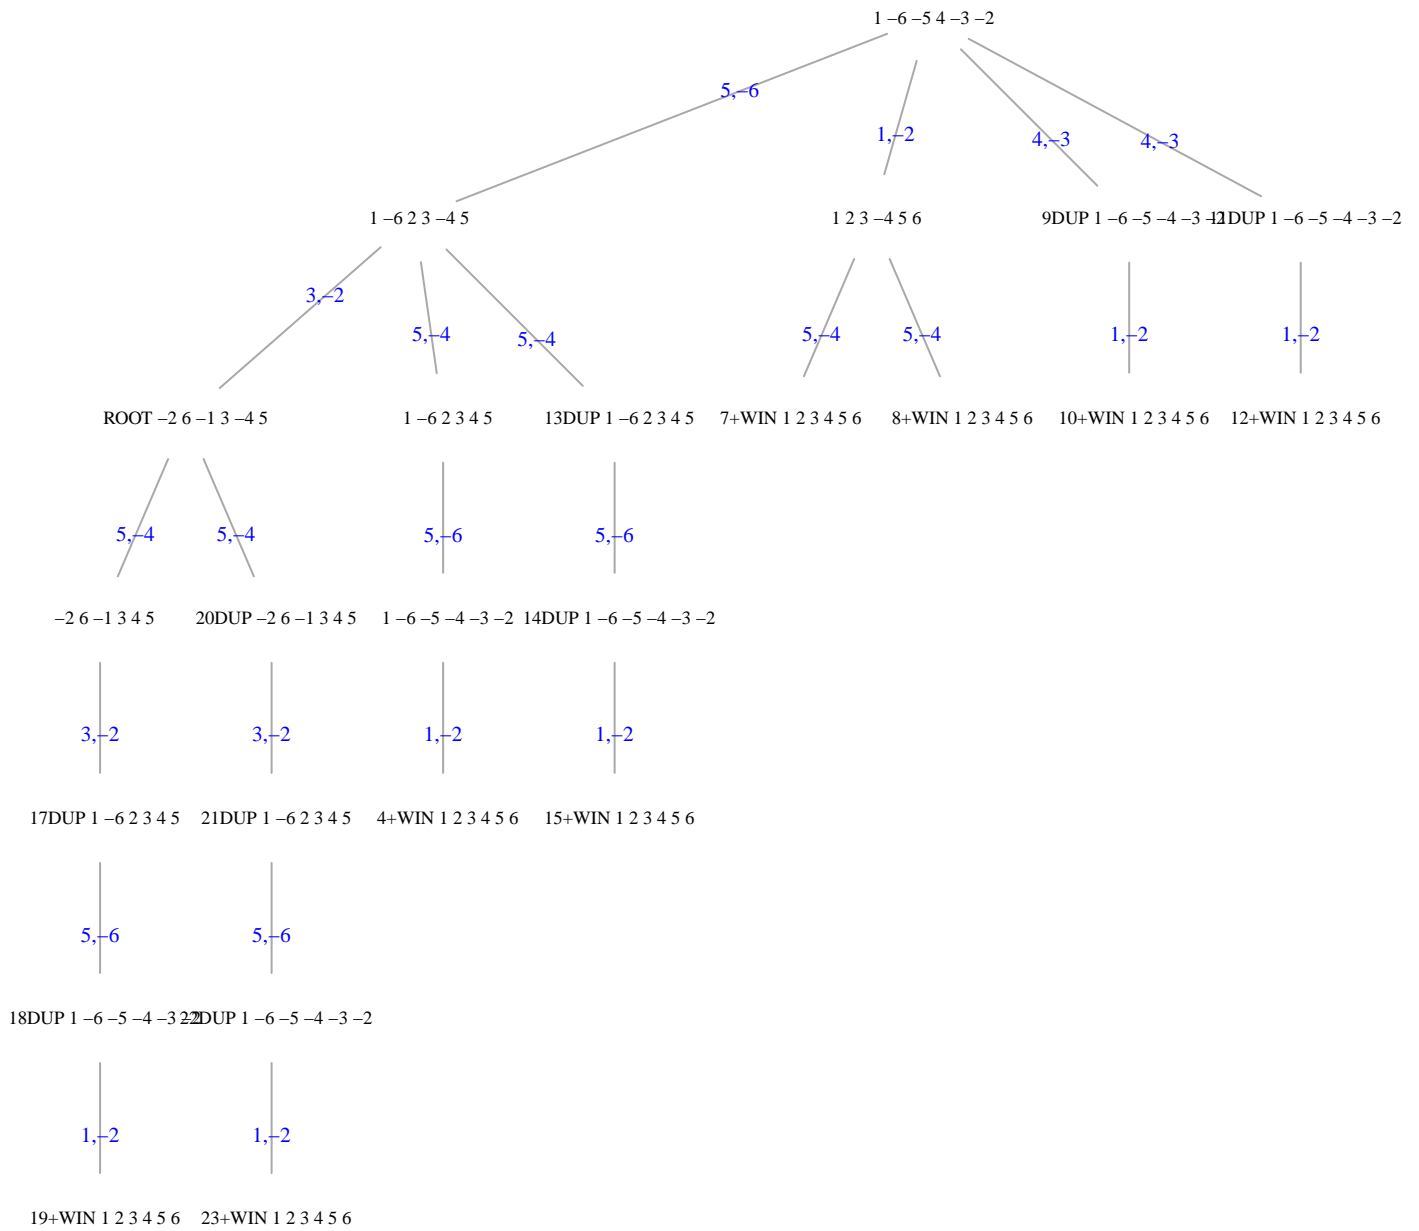 1 –6 –5 4 –3 –2
5,–6
1,–2
4,–3
4,–3
1 –6 2 3 –4 5
1 2 3 –4 5 6
9DUP 1 –6 –5 –4 –3 –2
11DUP 1 –6 –5 –4 –3 –2
3,–2
5,–4
5,–4
5,–4
5,–4
1,–2
1,–2
ROOT –2 6 –1 3 –4 5
1 –6 2 3 4 5
13DUP 1 –6 2 3 4 5
7+WIN 1 2 3 4 5 6
8+WIN 1 2 3 4 5 6
10+WIN 1 2 3 4 5 6
12+WIN 1 2 3 4 5 6
5,–4
5,–4
5,–6
5,–6
–2 6 –1 3 4 5
20DUP –2 6 –1 3 4 5
1 –6 –5 –4 –3 –2
14DUP 1 –6 –5 –4 –3 –2
3,–2
3,–2
1,–2
1,–2
17DUP 1 –6 2 3 4 5
21DUP 1 –6 2 3 4 5
4+WIN 1 2 3 4 5 6
15+WIN 1 2 3 4 5 6
5,–6
5,–6
18DUP 1 –6 –5 –4 –3 –2
22DUP 1 –6 –5 –4 –3 –2
1,–2
1,–2
19+WIN 1 2 3 4 5 6
23+WIN 1 2 3 4 5 6